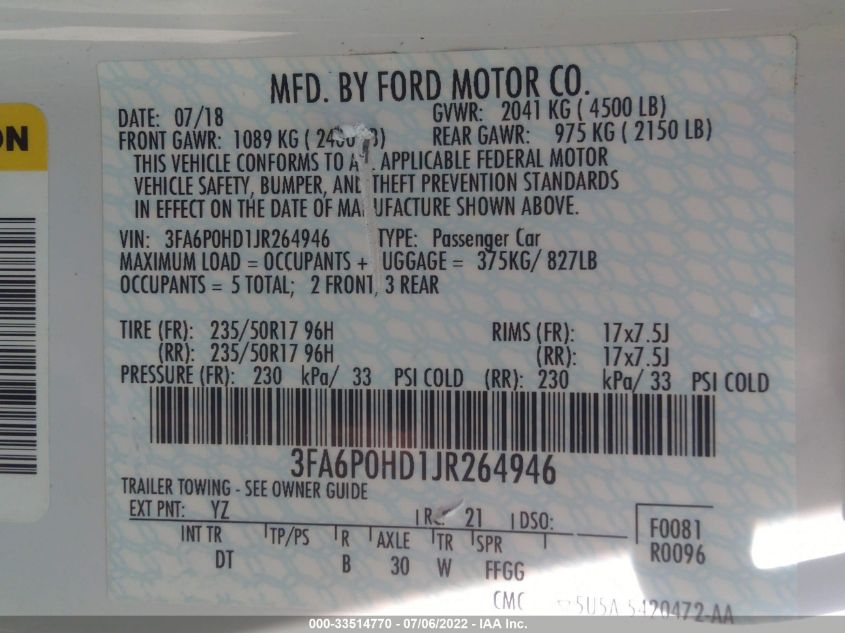 ON
MFD. BY FORD MOTOR CO.
DATE: 07/18 GVWR: 2041 KG ( 4500 LB)
FRONT GAWR: 1089 KG ( REAR GAWR: 975 KG ( 2150 LB)
THIS VEHICLE CONFORMS TO APPLICABLE FEDERAL MOTOR
VEHICLE SAFETY, BUMPER, AND THEFT PREVENTION STANDARDS
IN EFFECT ON THE DATE OF MA UFACTURE SHOWN ABOVE.
VIN: 3FA6P0HD1JR264946 TYPE: Passenger Car
MAXIMUM LOAD = OCCUPANTS + UGGAGE = 375KG/ 827LB
OCCUPANTS = 5 TOTAL; 2 FRONT, 3 REAR
TIRE (FR): 235/50R17 96H RIMS (FR): 17x7.5J
(RR): 235/50R17 96H (RR): 17x7.5J
PRESSURE (FR): 230 kPa/ 33 PSI COLD (RR): 230 kPa/ 33 PSI COLD
3FA6P0HD1JR264946
TRAILER TOWING - SEE OWNER GUIDE
EXT PNT: YZ 21 DSO: F0081
INT TR TP/PS R AXLE TR SPR R0096
DT B 30 W FFGG
CMC 5U5A 5420472-AA
000-33514770 - 07/06/2022 - IAA Inc.